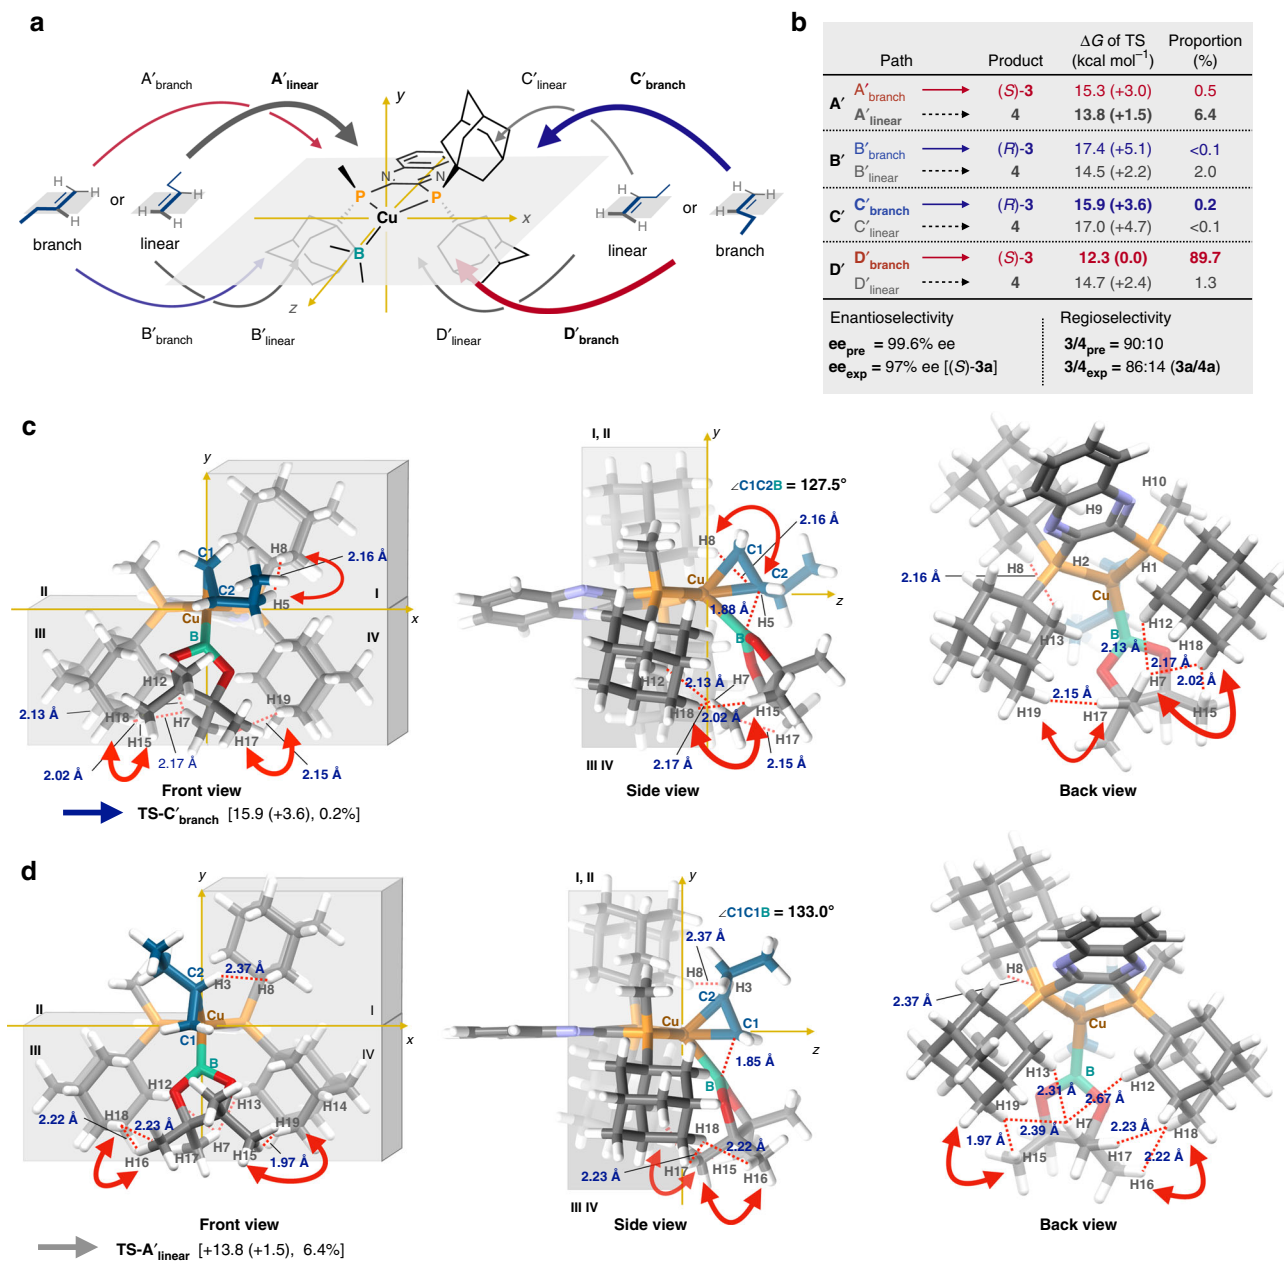 a
A′branch
A′linear
C′linear
C′branch
y
H
H
H
or
H
H
H
branch
linear
N
N
P
P
Cu
B
x
z
H
H
H
or
H
H
H
linear
branch
B′branch
B′linear
D′linear
D′branch
b
Path
Product
ΔG of TS (kcal mol−1)
Proportion (%)
A′
A′branch (S)-3 15.3 (+3.0) 0.5
A′linear 4 13.8 (+1.5) 6.4
B′
B′branch (R)-3 17.4 (+5.1) <0.1
B′linear 4 14.5 (+2.2) 2.0
C′
C′branch (R)-3 15.9 (+3.6) 0.2
C′linear 4 17.0 (+4.7) <0.1
D′
D′branch (S)-3 12.3 (0.0) 89.7
D′linear 4 14.7 (+2.4) 1.3
Enantioselectivity
eepre = 99.6% ee
eeexp = 97% ee [(S)-3a]
Regioselectivity
3/4pre = 90:10
3/4exp = 86:14 (3a/4a)
c
y
C1
H8
2.16 Å
C2
H5
II
I
Cu
x
III
B
IV
H12
H19
2.13 Å
H18
H7
H15
H17
2.02 Å
2.17 Å
2.15 Å
Front view
TS-C′branch [15.9 (+3.6), 0.2%]
I, II
y
∠C1C2B = 127.5°
2.16 Å
H8
C1
Cu
C2
z
1.88 Å
H5
B
H12
2.13 Å
H7
H18
2.02 Å
H15
H17
III IV
2.17 Å
2.15 Å
Side view
H10
H9
H2
H1
H8
2.16 Å
Cu
H12
B
H13
2.13 Å
H18
2.17 Å
H7
2.02 Å
2.15 Å
H19
H17
H15
Back view
d
y
C2
2.37 Å
H3
H8
II
Cu
I
x
C1
III
B
IV
H12
H13
H14
2.22 Å
H18
2.23 Å
H19
H7
H17
H15
H16
1.97 Å
Front view
TS-A′linear [+13.8 (+1.5), 6.4%]
I, II
y
∠C1C1B = 133.0°
2.37 Å
H8
C2
H3
Cu
C1
z
1.85 Å
B
H18
2.22 Å
2.23 Å
H17
H15
H16
III IV
Side view
H8
2.37 Å
Cu
B
H13
H12
2.31 Å
2.67 Å
H19
2.39 Å
H7
2.23 Å
H18
1.97 Å
H15
H17
2.22 Å
H16
Back view